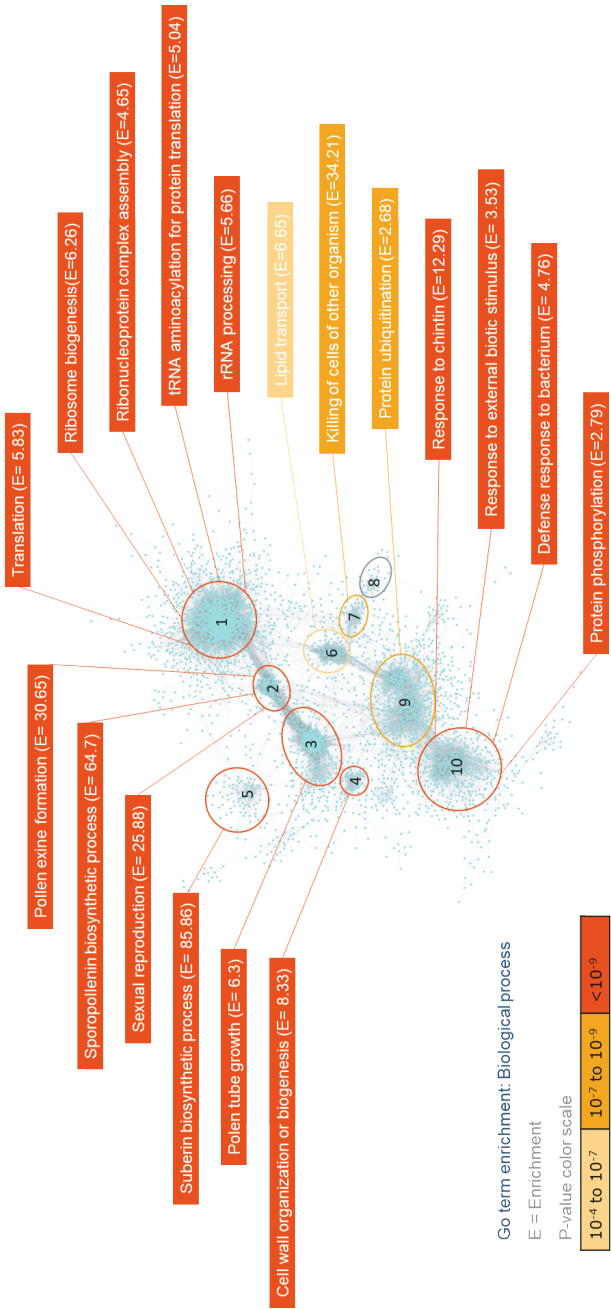 Translation (E= 5.83)
Ribosome biogenesis(E=6.26)
Ribonucleoprotein complex assembly (E=4.65)
tRNA aminoacylation for protein translation (E=5.04)
rRNA processing (E=5.66)
Lipid transport (E=6.65)
Killing of cells of other organism (E=34.21)
Protein ubiquitination (E=2.68)
Response to chintin (E=12.29)
Response to external biotic stimulus (E= 3.53)
Defense response to bacterium (E= 4.76)
Protein phosphorylation (E=2.79)
Pollen exine formation (E= 30.65)
Sporopollenin biosynthetic process (E= 64.7)
Sexual reproduction (E= 25.88)
Suberin biosynthetic process (E= 85.86)
Polen tube growth (E= 6.3)
Cell wall organization or biogenesis (E= 8.33)
1
2
3
4
5
6
7
8
9
10
Go term enrichment: Biological process
E = Enrichment
P-value color scale
10⁻⁴ to 10⁻⁷ 10⁻⁷ to 10⁻⁹ <10⁻⁹